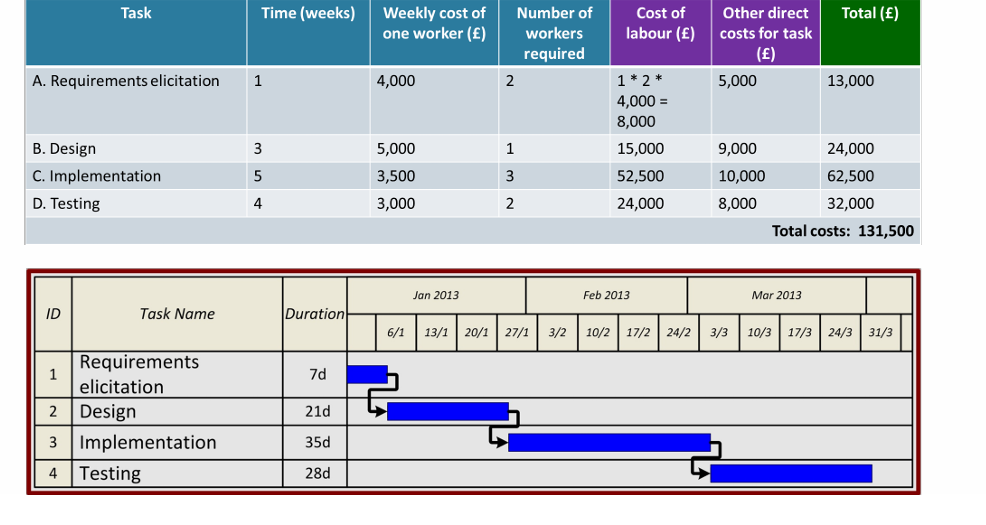 Task Time (weeks) Weekly cost of one worker (£) Number of workers required Cost of labour (£) Other direct costs for task (£) Total (£)
A. Requirements elicitation 1 4,000 2 1 * 2 * 4,000 = 8,000 5,000 13,000
B. Design 3 5,000 1 15,000 9,000 24,000
C. Implementation 5 3,500 3 52,500 10,000 62,500
D. Testing 4 3,000 2 24,000 8,000 32,000
Total costs: 131,500
ID Task Name Duration Jan 2013 Feb 2013 Mar 2013
6/1 13/1 20/1 27/1 3/2 10/2 17/2 24/2 3/3 10/3 17/3 24/3 31/3
1 Requirements elicitation 7d
2 Design 21d
3 Implementation 35d
4 Testing 28d